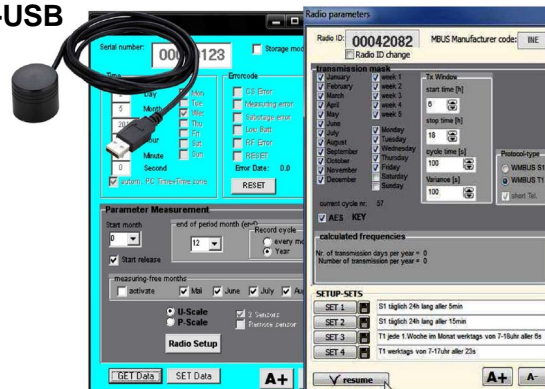 -USB
Serial number:
123
Storage mod
Time
Errorcode
Day
Mon
CS Error
5
Month
Tue
Measuring error
Wed
Sabotage error
Thu
Low Batt
Hour
Fri
RF Error
Minute
Sat
RESET
0
Second
Sun
Error Date: 0.0
autom. PC Time+Time zone
RESET
Parameter Measurement
Start month
end of period month (end)
Record cycle
0
12
every mo
Year
Start release
measuring-free months
activate
Mai
June
July
Au
U-Scale
2 Sensors
P-Scale
Remote sensor
Radio Setup
GET Data
SET Data
A+
Radio parameters
Radio ID:
00042082
MBUS Manufacturer code:
INE
Radio ID change
transmission mask
January
week 1
Tx Window
February
week 2
start time [h]
March
week 3
April
week 4
6
May
week 5
stop time [h]
June
July
Monday
18
August
Tuesday
September
Wednesday
cyclo time [s]
October
Thursday
100
November
Friday
December
Saturday
Variance [s]
Sunday
100
Protocol-type
WMBUS S1
WMBUS T1
short Tel.
current cycle nr. 57
AES KEY
calculated frequencies
Nr. of transmission days per year = 0
Number of transmission per year = 0
SETUP-SETS
SET 1
S1 täglich 24h lang aller 5min
SET 2
S1 täglich 24h lang aller 15min
SET 3
T1 jede 1.Woche im Monat werktags von 7-18uhr aller 6s
SET 4
T1 werktags von 7-17uhr aller 23s
resume
A+
A-